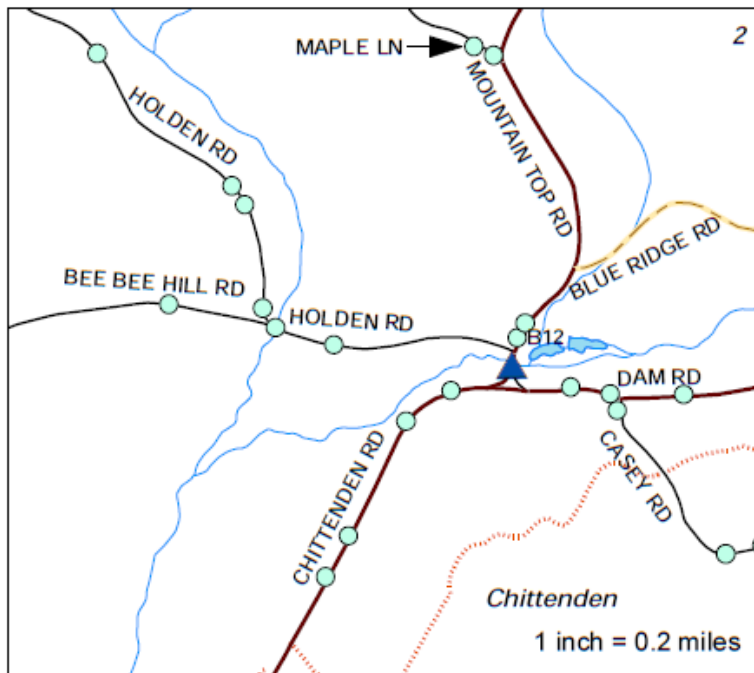 2
MAPLE LN
HOLDEN RD
MOUNTAIN TOP RD
BLUE RIDGE RD
BEE BEE HILL RD
HOLDEN RD
B12
DAM RD
CASEY RD
CHITTENDEN RD
Chittenden
1 inch = 0.2 miles